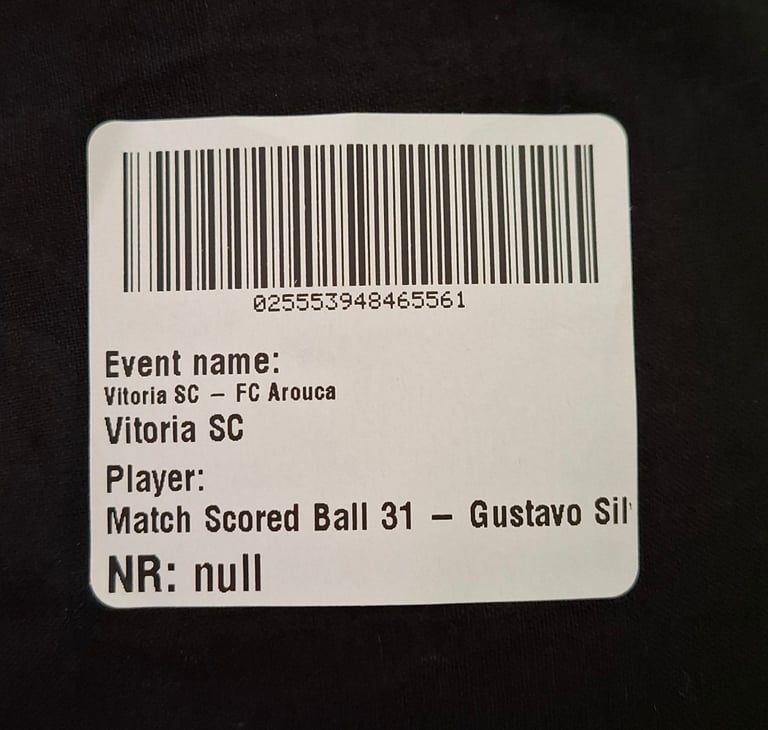 025553948465561
Event name:
Vitoria SC – FC Arouca
Vitoria SC
Player:
Match Scored Ball 31 – Gustavo Sil
NR: null